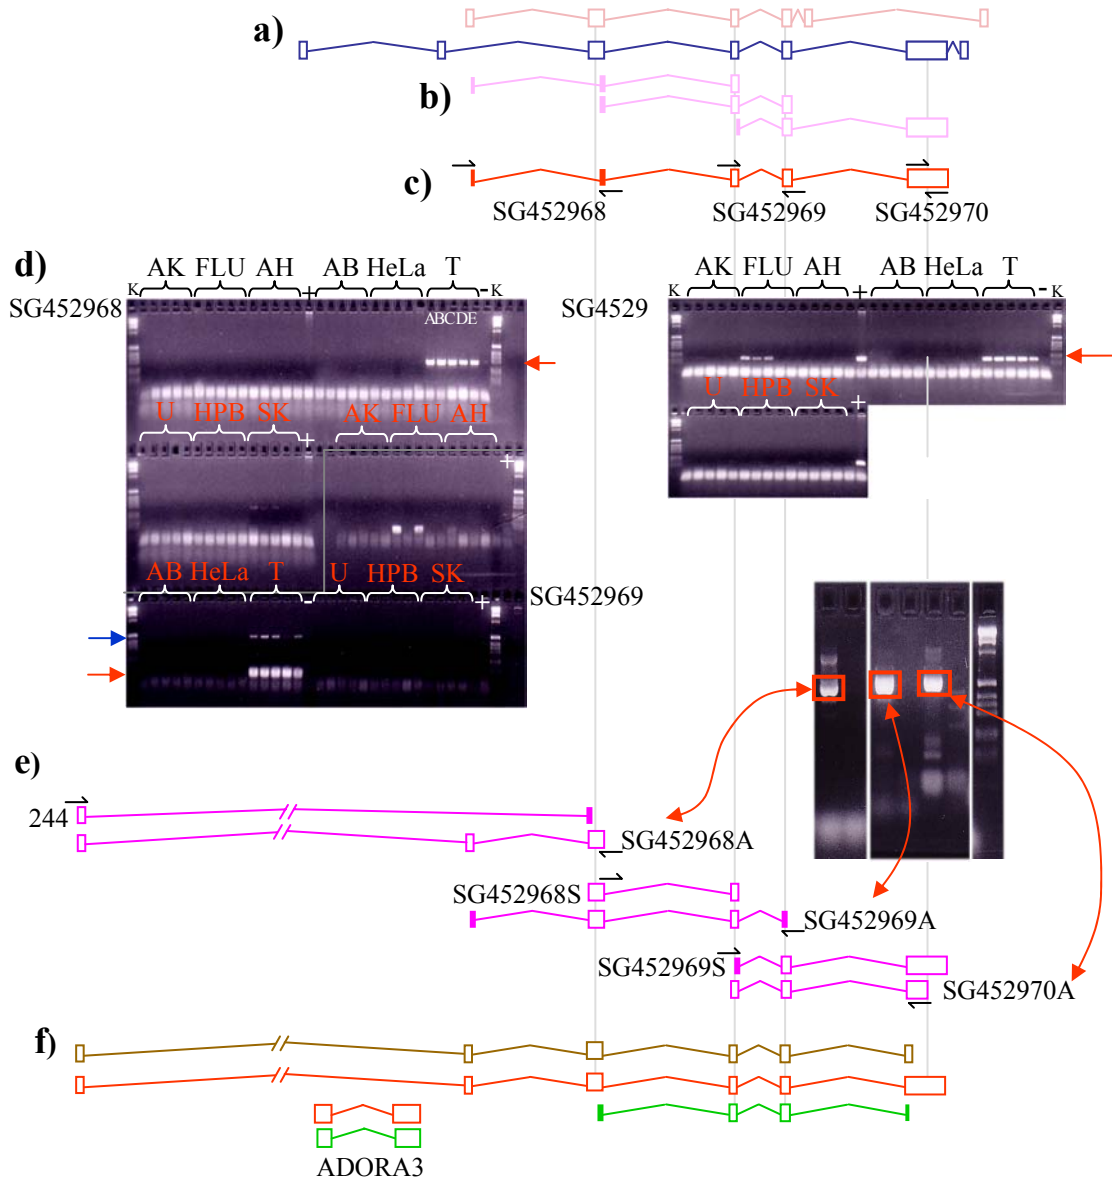 a)
b)
c)
SG452968 SG452969 SG452970
d)
AK FLU AH + AB HeLa T - K
K
SG452968
ABCDE
U HPB SK + AK FLU AH
+
AB HeLa T - U HPB SK +
SG452969
SG4529
K AK FLU AH + AB HeLa T - K
U HPB SK +
e)
244
SG452968A
SG452968S
SG452969A
SG452969S
SG452970A
f)
ADORA3